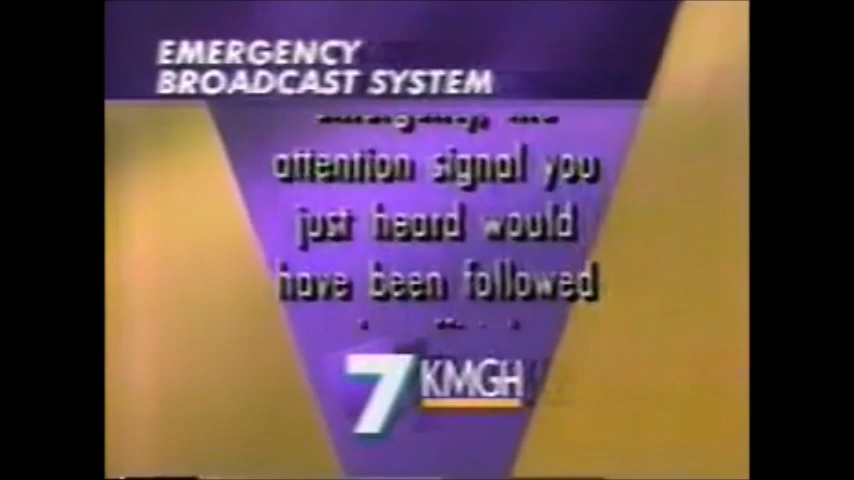 EMERGENCY
BROADCAST SYSTEM
attention signal you
just heard would
have been followed
7 KMGH